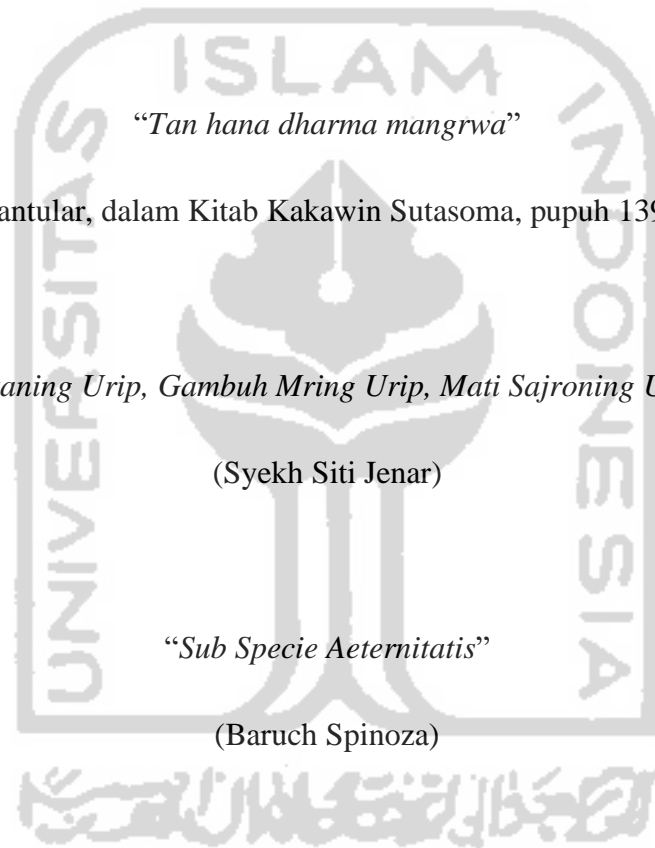 ISLAM
UNIVERSITAS
INDONESIA
“Tan hana dharma mangrwa”
antular, dalam Kitab Kakawin Sutasoma, pupuh 139
aning Urip, Gambuh Mring Urip, Mati Sajroning U
(Syekh Siti Jenar)
“Sub Specie Aeternitatis”
(Baruch Spinoza)